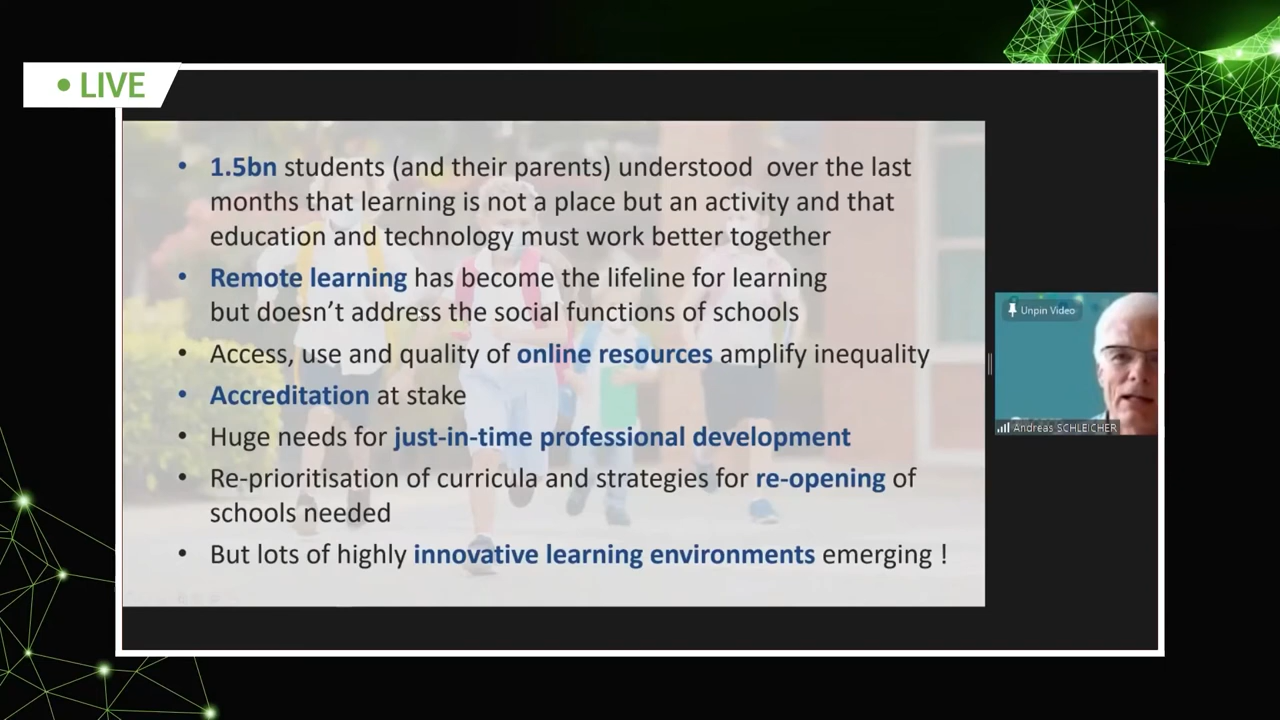 • LIVE
• 1.5bn students (and their parents) understood over the last
months that learning is not a place but an activity and that
education and technology must work better together
• Remote learning has become the lifeline for learning
but doesn’t address the social functions of schools
• Access, use and quality of online resources amplify inequality
• Accreditation at stake
• Huge needs for just-in-time professional development
• Re-prioritisation of curricula and strategies for re-opening of
schools needed
• But lots of highly innovative learning environments emerging !
Unpin Video
Andreas SCHLEICHER